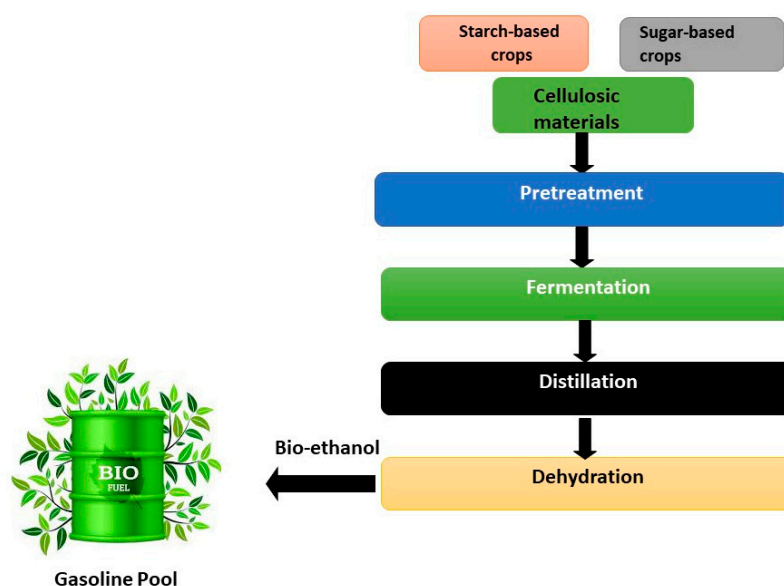 Starch-based
crops
Sugar-based
crops
Cellulosic
materials
Pretreatment
Fermentation
Distillation
Dehydration
Bio-ethanol
BIO
FUEL
Gasoline Pool